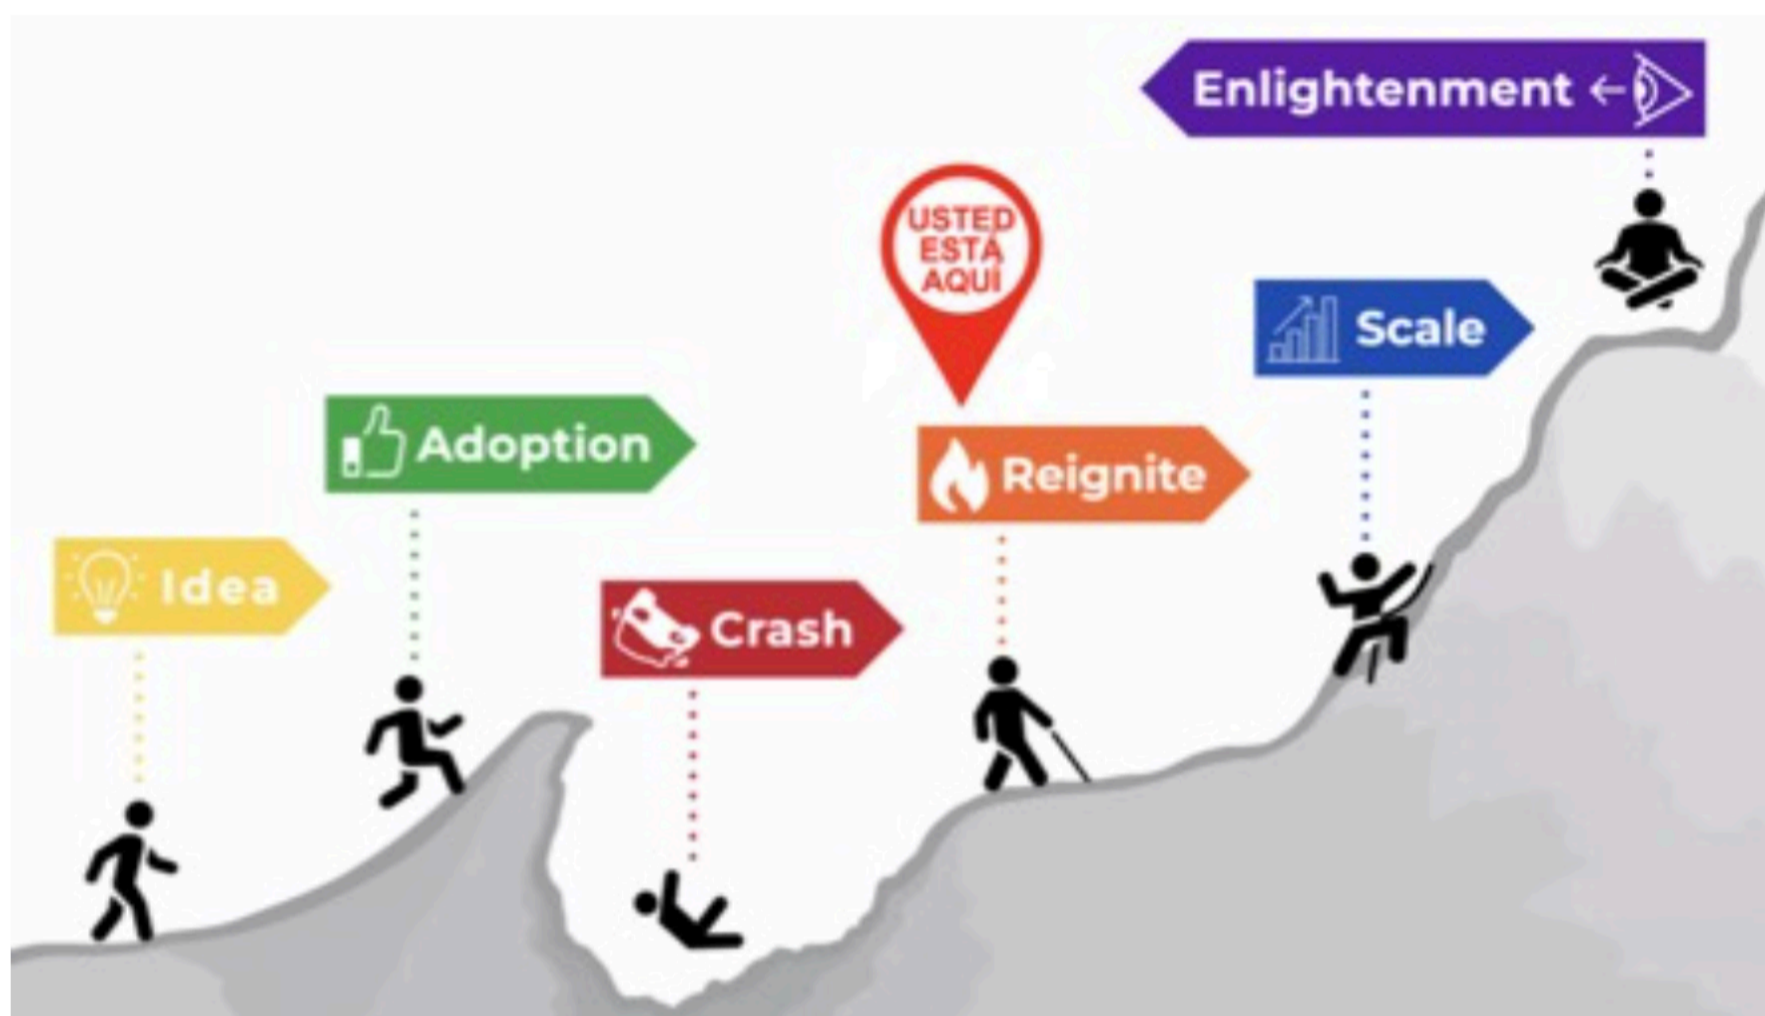 Idea
Adoption
Crash
USTED
ESTÁ
AQUÍ
Reignite
Scale
Enlightenment